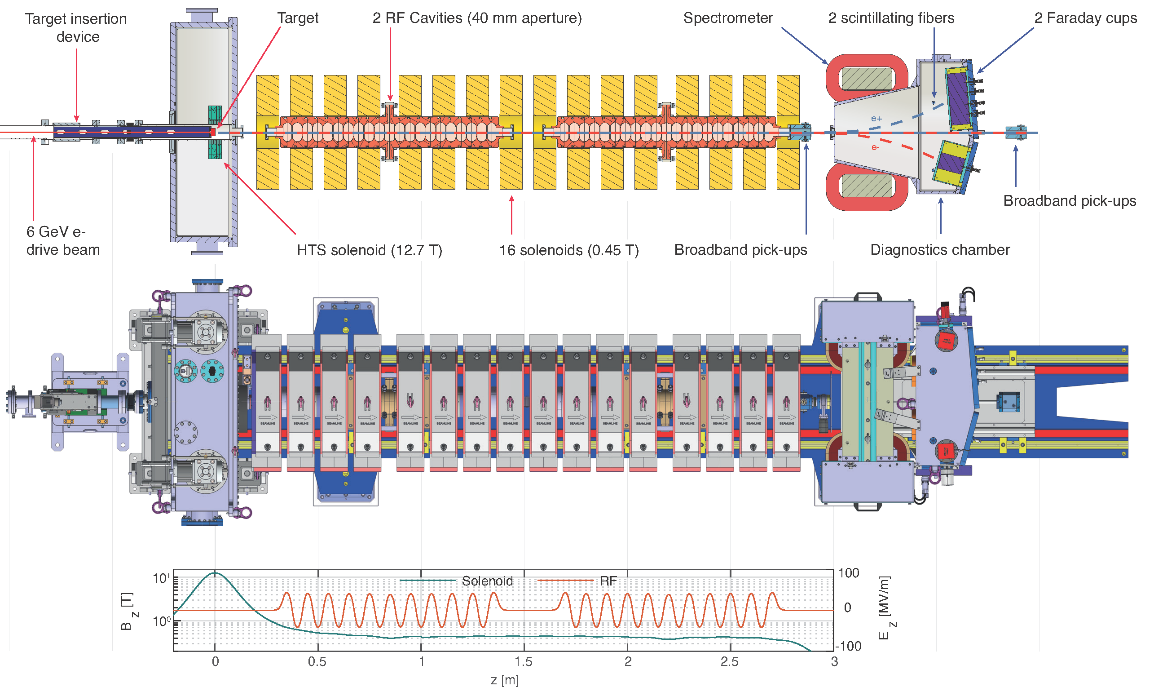 Target insertion
device
Target
2 RF Cavities (40 mm aperture)
Spectrometer
2 scintillating fibers
2 Faraday cups
e+
e-
6 GeV e-
drive beam
HTS solenoid (12.7 T)
16 solenoids (0.45 T)
Broadband pick-ups
Diagnostics chamber
Broadband pick-ups
Solenoid
RF
B z [T]
10¹
10⁰
100
0
-100
E z [MV/m]
0
0.5
1
1.5
2
2.5
3
z [m]